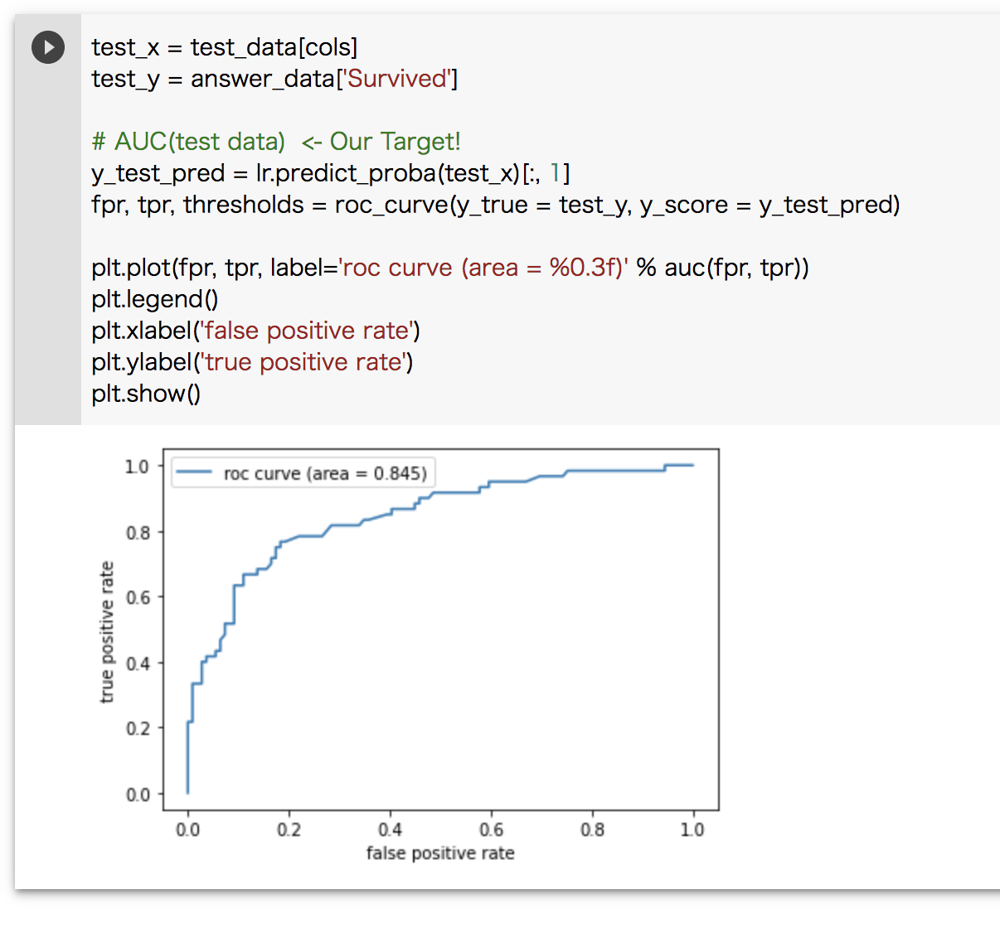 test_x = test_data[cols]
test_y = answer_data['Survived']
# AUC(test data)  <- Our Target!
y_test_pred = lr.predict_proba(test_x)[:, 1]
fpr, tpr, thresholds = roc_curve(y_true = test_y, y_score = y_test_pred)
plt.plot(fpr, tpr, label='roc curve (area = %0.3f)' % auc(fpr, tpr))
plt.legend()
plt.xlabel('false positive rate')
plt.ylabel('true positive rate')
plt.show()
roc curve (area = 0.845)
1.0
0.8
0.6
0.4
0.2
0.0
true positive rate
0.0 0.2 0.4 0.6 0.8 1.0
false positive rate